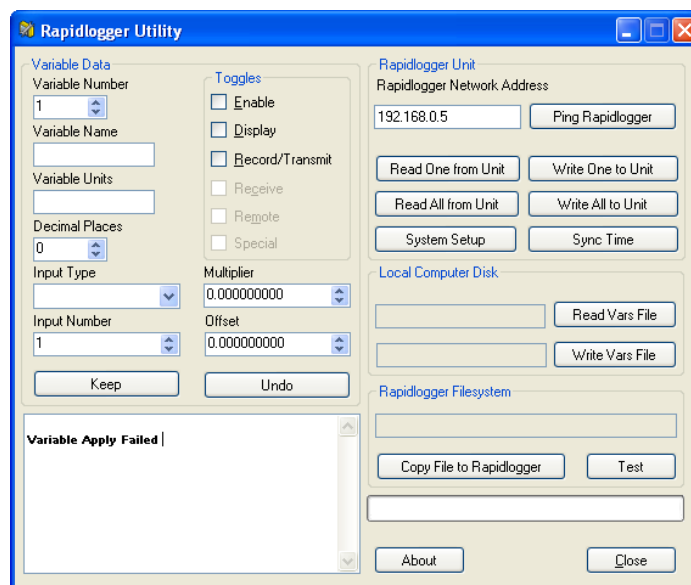 Rapidlogger Utility
Variable Data
Variable Number
1
Variable Name
Variable Units
Decimal Places
0
Input Type
Input Number
1
Keep
Toggles
Enable
Display
Record/Transmit
Receive
Remote
Special
Multiplier
0.000000000
Offset
0.000000000
Undo
Variable Apply Failed
Rapidlogger Unit
Rapidlogger Network Address
192.168.0.5
Ping Rapidlogger
Read One from Unit
Write One to Unit
Read All from Unit
Write All to Unit
System Setup
Sync Time
Local Computer Disk
Read Vars File
Write Vars File
Rapidlogger Filesystem
Copy File to Rapidlogger
Test
About
Close